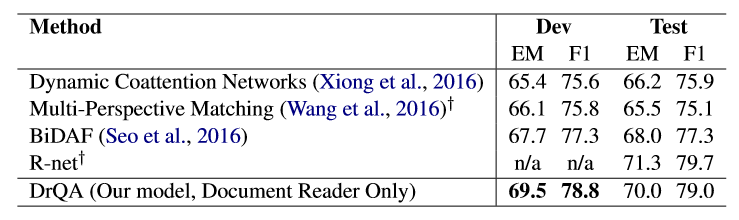 Method Dev Test
EM F1 EM F1
Dynamic Coattention Networks (Xiong et al., 2016) 65.4 75.6 66.2 75.9
Multi-Perspective Matching (Wang et al., 2016)† 66.1 75.8 65.5 75.1
BiDAF (Seo et al., 2016) 67.7 77.3 68.0 77.3
R-net† n/a n/a 71.3 79.7
DrQA (Our model, Document Reader Only) 69.5 78.8 70.0 79.0